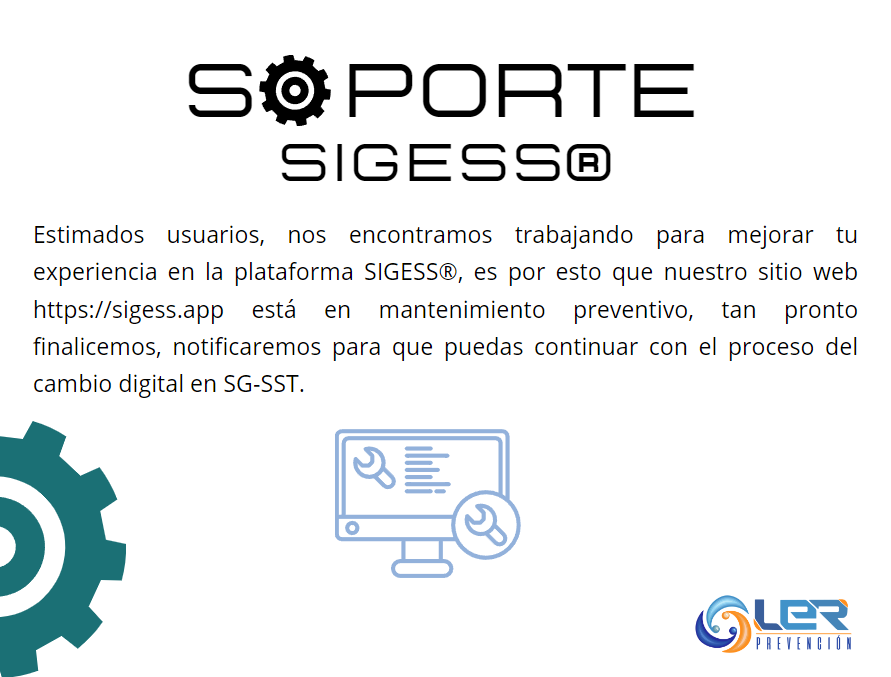 SOPORTE
SIGESS®
Estimados usuarios, nos encontramos trabajando para mejorar tu
experiencia en la plataforma SIGESS®, es por esto que nuestro sitio web
https://sigess.app está en mantenimiento preventivo, tan pronto
finalicemos, notificaremos para que puedas continuar con el proceso del
cambio digital en SG-SST.
LER
PREVENCIÓN